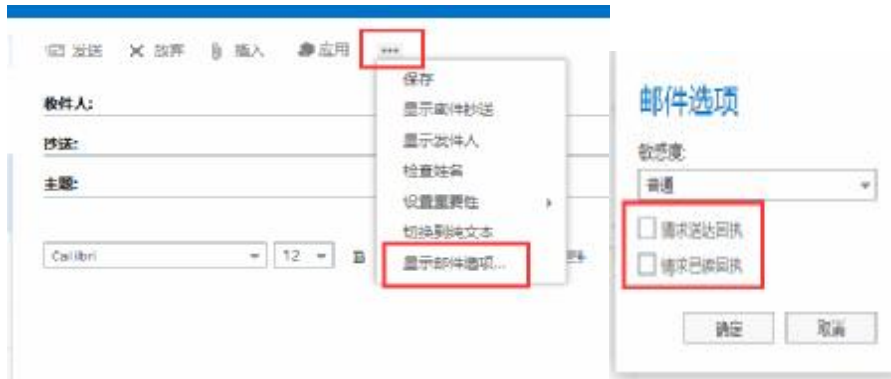 发送 放弃 插入 应用 •••
收件人:
抄送:
主题:
Calibri 12 B
保存
显示密件抄送
显示发件人
检查姓名
设置重要性
切换到纯文本
显示邮件选项...
邮件选项
敏感度:
普通
请求送达回执
请求已读回执
确定 取消